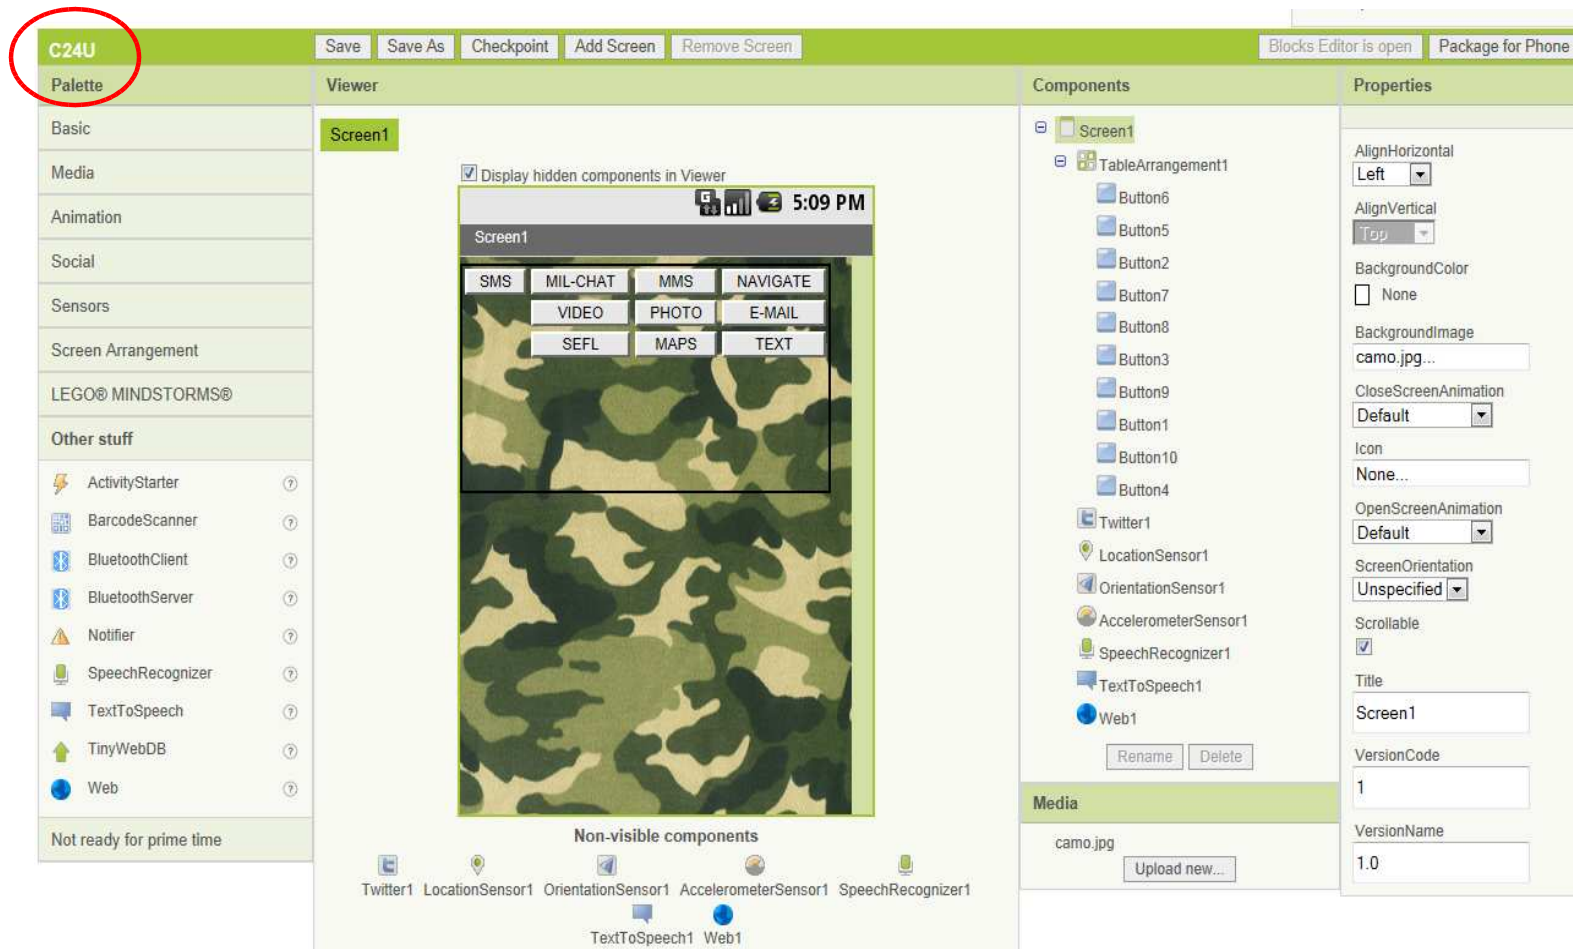 C24U
Save Save As Checkpoint Add Screen Remove Screen Blocks Editor is open Package for Phone
Palette
Basic
Media
Animation
Social
Sensors
Screen Arrangement
LEGO® MINDSTORMS®
Other stuff
ActivityStarter ?
BarcodeScanner ?
BluetoothClient ?
BluetoothServer ?
Notifier ?
SpeechRecognizer ?
TextToSpeech ?
TinyWebDB ?
Web ?
Not ready for prime time
Viewer
Screen1
Display hidden components in Viewer
G 5:09 PM
Screen1
SMS MIL-CHAT MMS NAVIGATE
VIDEO PHOTO E-MAIL
SEFL MAPS TEXT
Non-visible components
Twitter1 LocationSensor1 OrientationSensor1 AccelerometerSensor1 SpeechRecognizer1
TextToSpeech1 Web1
Components
Screen1
TableArrangement1
Button6
Button5
Button2
Button7
Button8
Button3
Button9
Button1
Button10
Button4
Twitter1
LocationSensor1
OrientationSensor1
AccelerometerSensor1
SpeechRecognizer1
TextToSpeech1
Web1
Rename Delete
Media
camo.jpg
Upload new...
Properties
AlignHorizontal
Left
AlignVertical
Top
BackgroundColor
None
BackgroundImage
camo.jpg...
CloseScreenAnimation
Default
Icon
None...
OpenScreenAnimation
Default
ScreenOrientation
Unspecified
Scrollable
Title
Screen1
VersionCode
1
VersionName
1.0